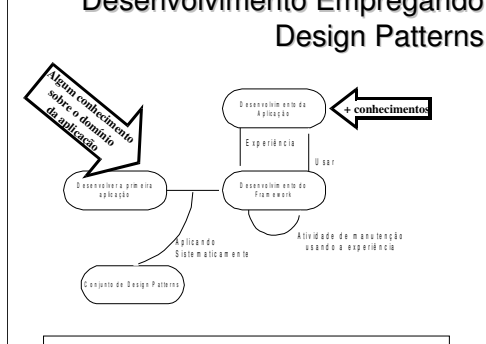 Desenvolvimento Empregando
Design Patterns
Algum conhecimento
sobre o domínio
da aplicação
Desenvolvimento da
Aplicação
+ conhecimentos
Experiência
Usar
Desenvolver a primeira
aplicação
Desenvolvimento do
Framework
Atividade de manutenção
usando a experiência
Aplicando
Sistematicamente
Conjunto de Design Patterns